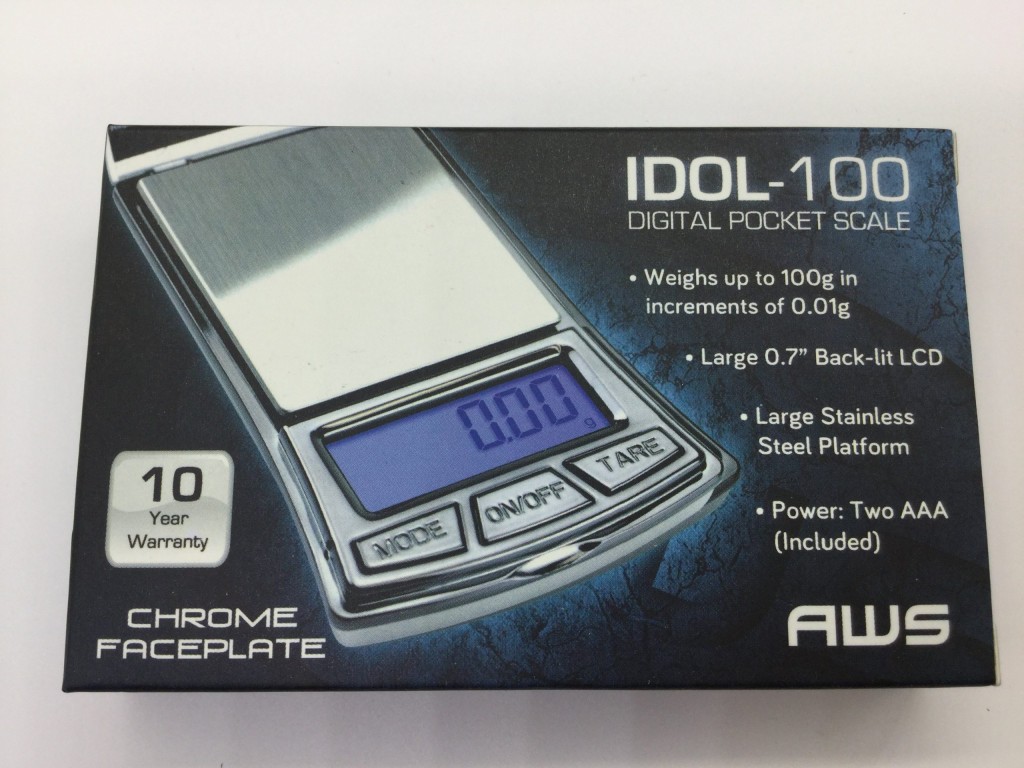 IDOL-100
DIGITAL POCKET SCALE
• Weighs up to 100g in
increments of 0.01g
• Large 0.7” Back-lit LCD
• Large Stainless
Steel Platform
• Power: Two AAA
(Included)
0.00 g
MODE ON/OFF TARE
10
Year
Warranty
CHROME
FACEPLATE
AWS